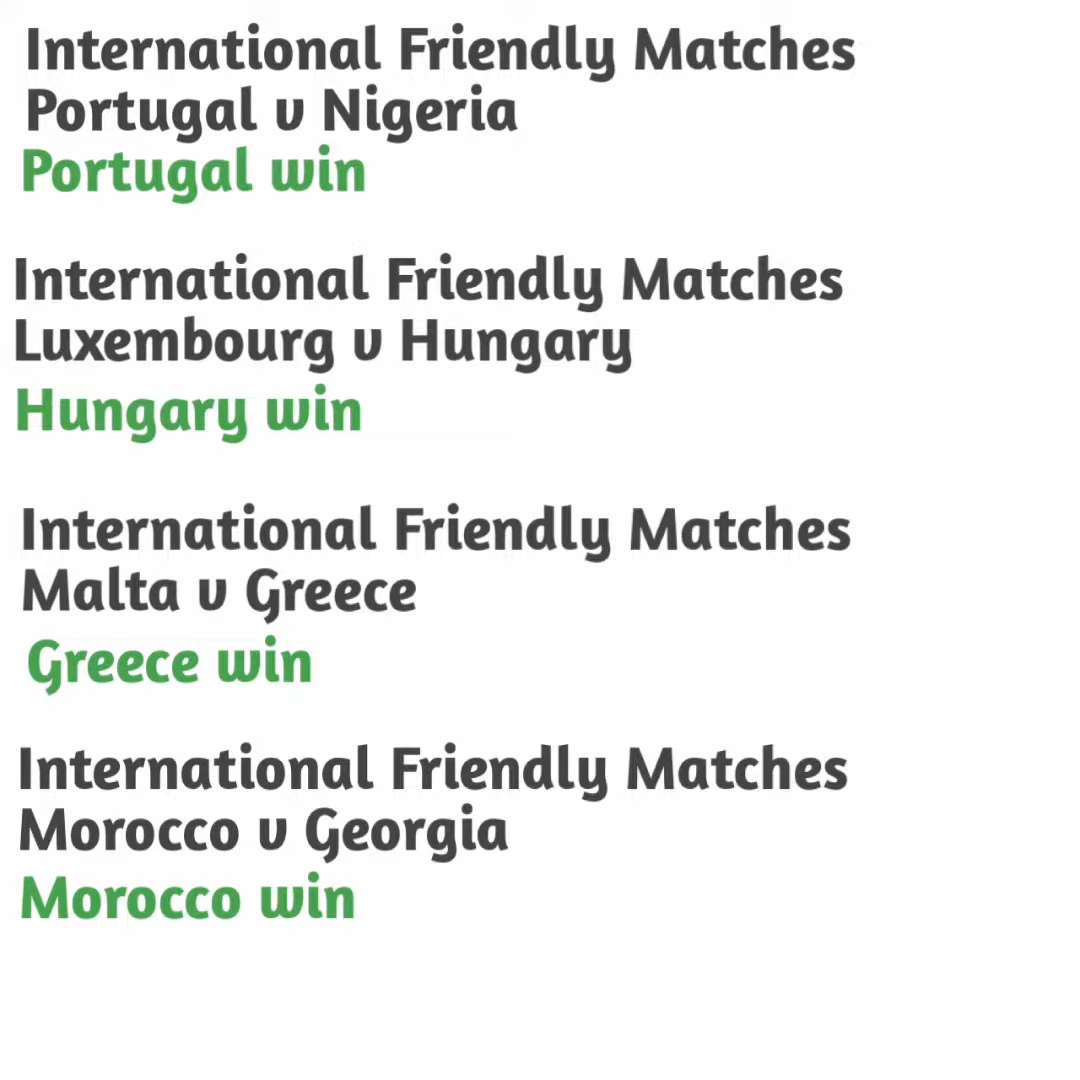 International Friendly Matches
Portugal v Nigeria
Portugal win
International Friendly Matches
Luxembourg v Hungary
Hungary win
International Friendly Matches
Malta v Greece
Greece win
International Friendly Matches
Morocco v Georgia
Morocco win